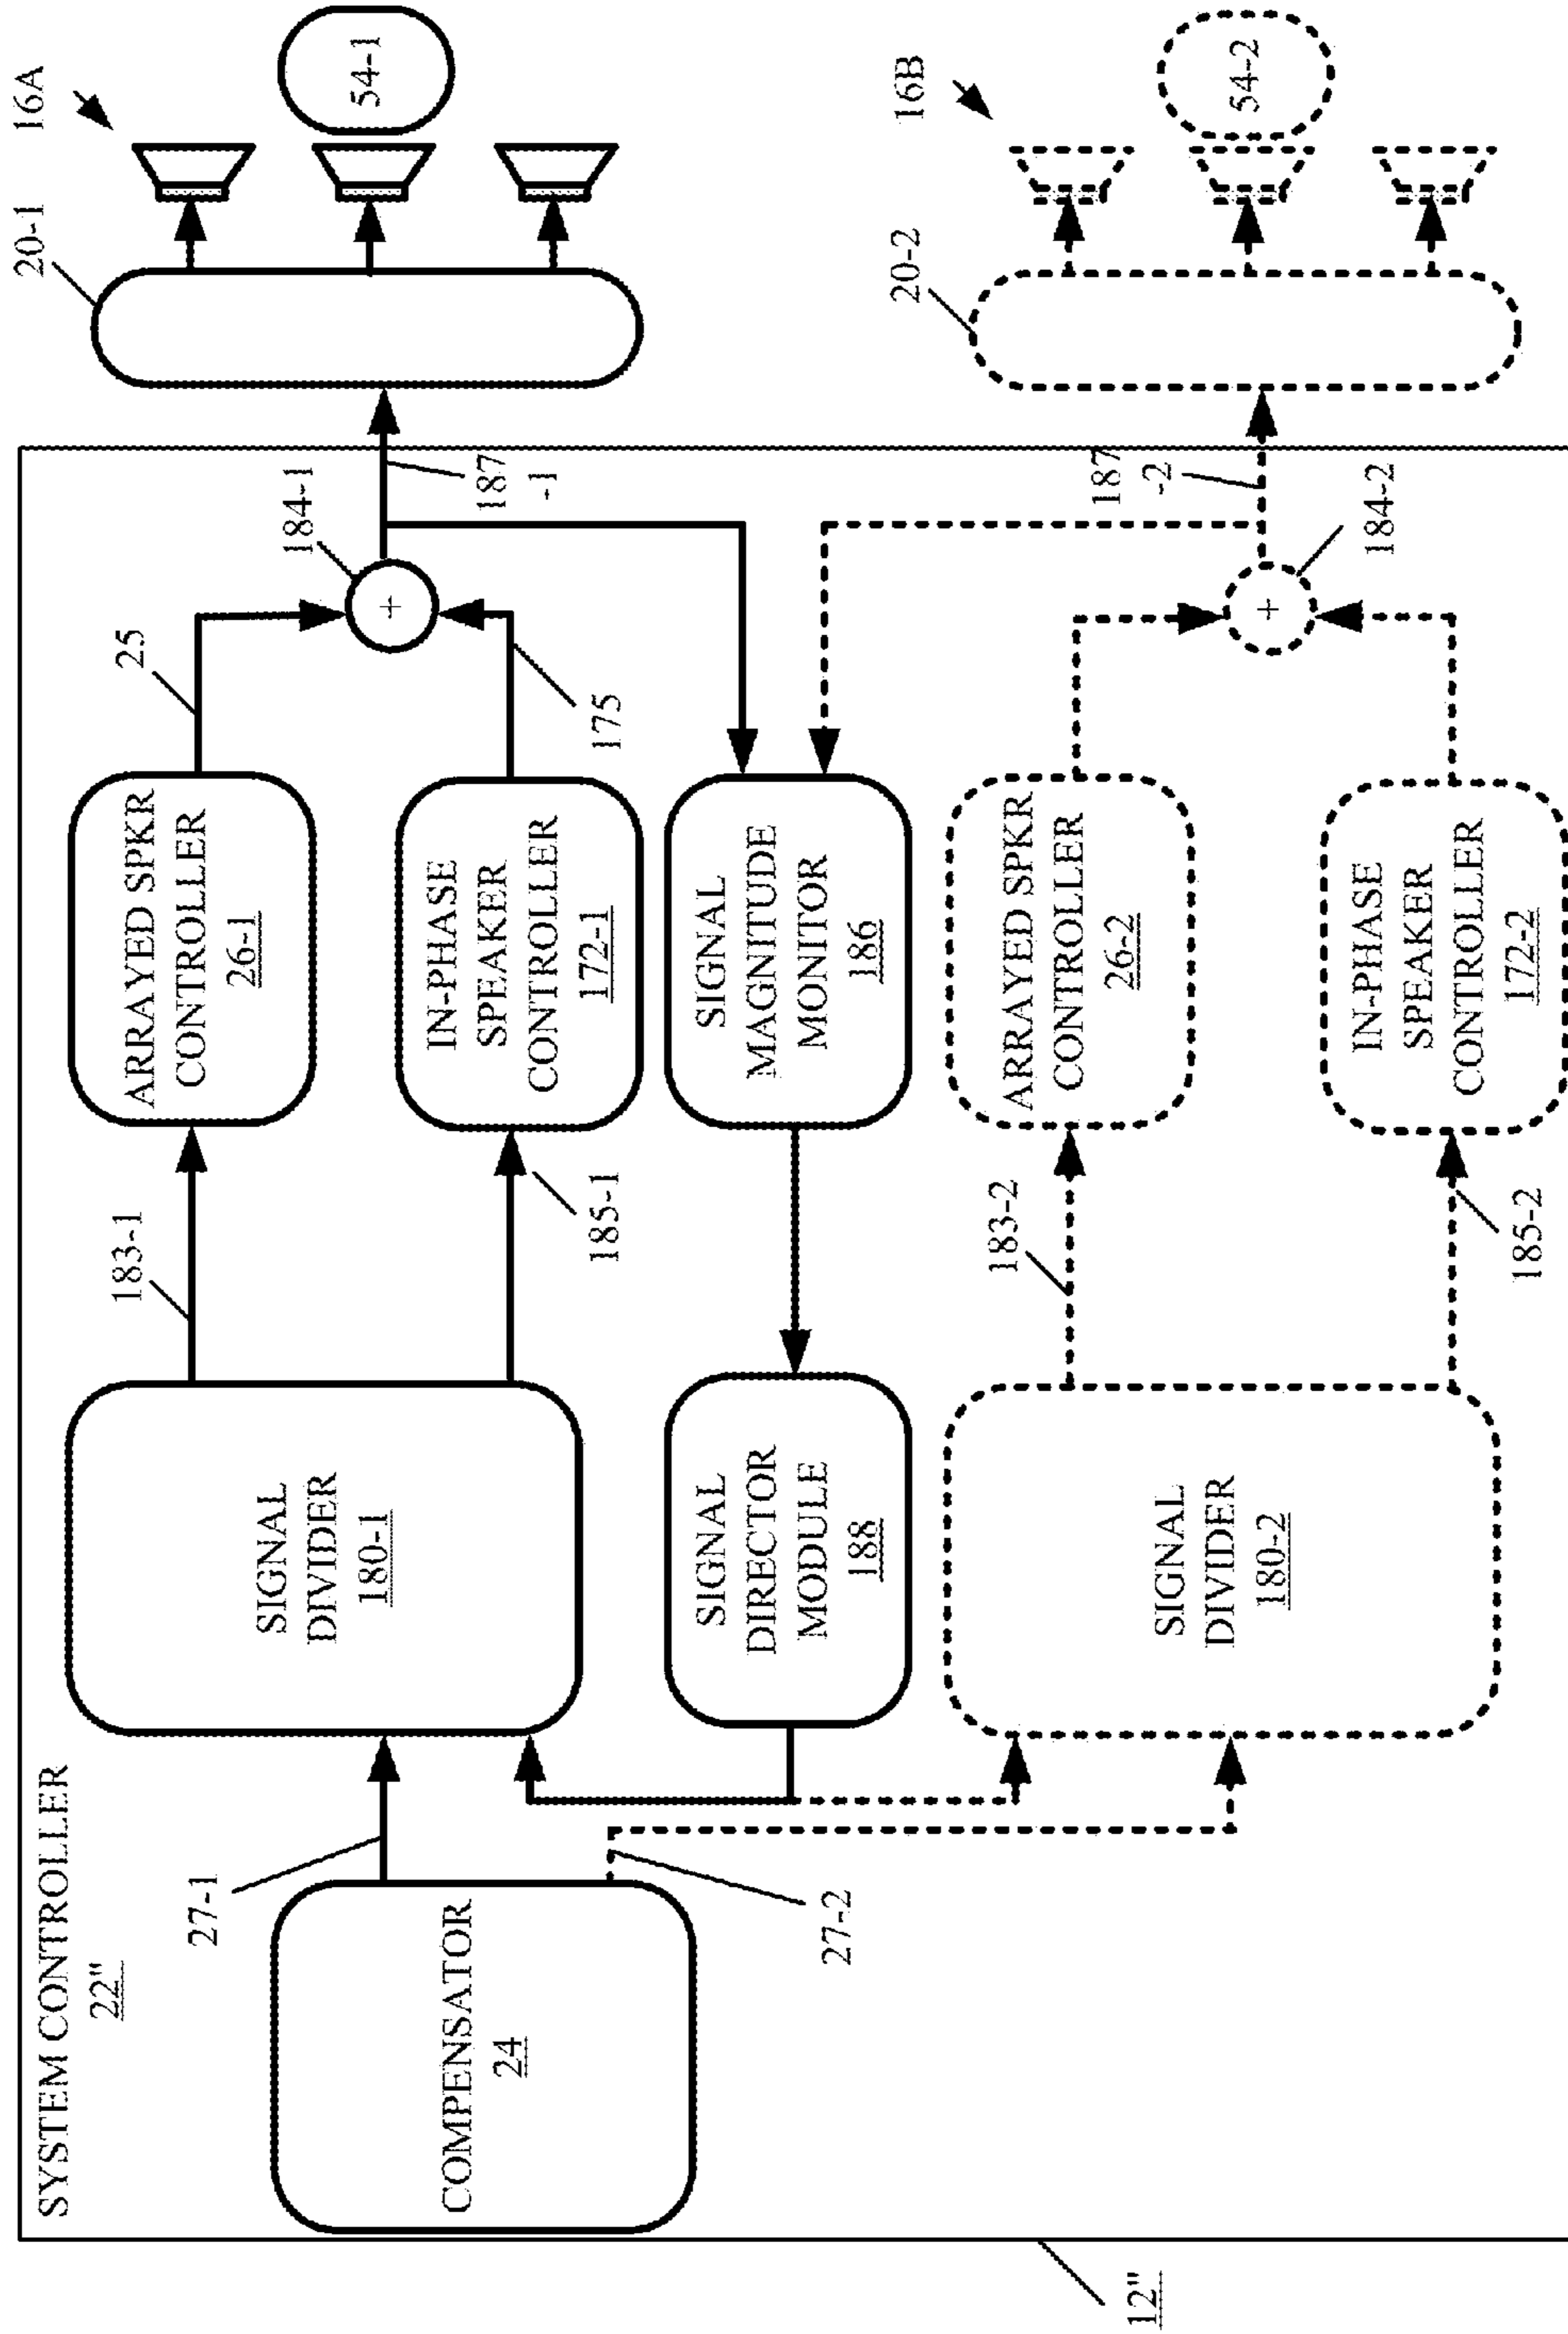 SYSTEM CONTROLLER
22"
COMPENSATOR
24
27-1
27-2
SIGNAL
DIVIDER
180-1
183-1
185-1
ARRAYED SPKR
CONTROLLER
26-1
IN-PHASE
SPEAKER
CONTROLLER
172-1
25
175
184-1
+
187
-1
20-1
16A
54-1
SIGNAL
DIRECTOR
MODULE
188
SIGNAL
MAGNITUDE
MONITOR
186
SIGNAL
DIVIDER
180-2
183-2
185-2
ARRAYED SPKR
CONTROLLER
26-2
IN-PHASE
SPEAKER
CONTROLLER
172-2
184-2
+
187
-2
20-2
16B
54-2
12"